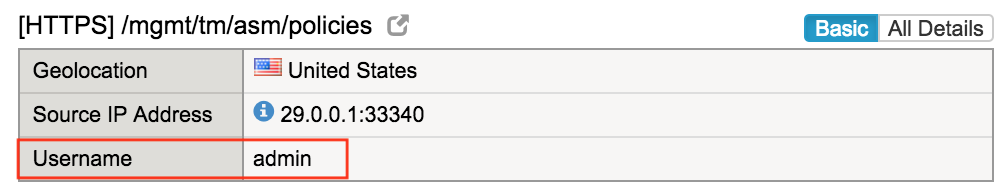 [HTTPS] /mgmt/tm/asm/policies
Basic All Details
Geolocation United States
Source IP Address 29.0.0.1:33340
Username admin